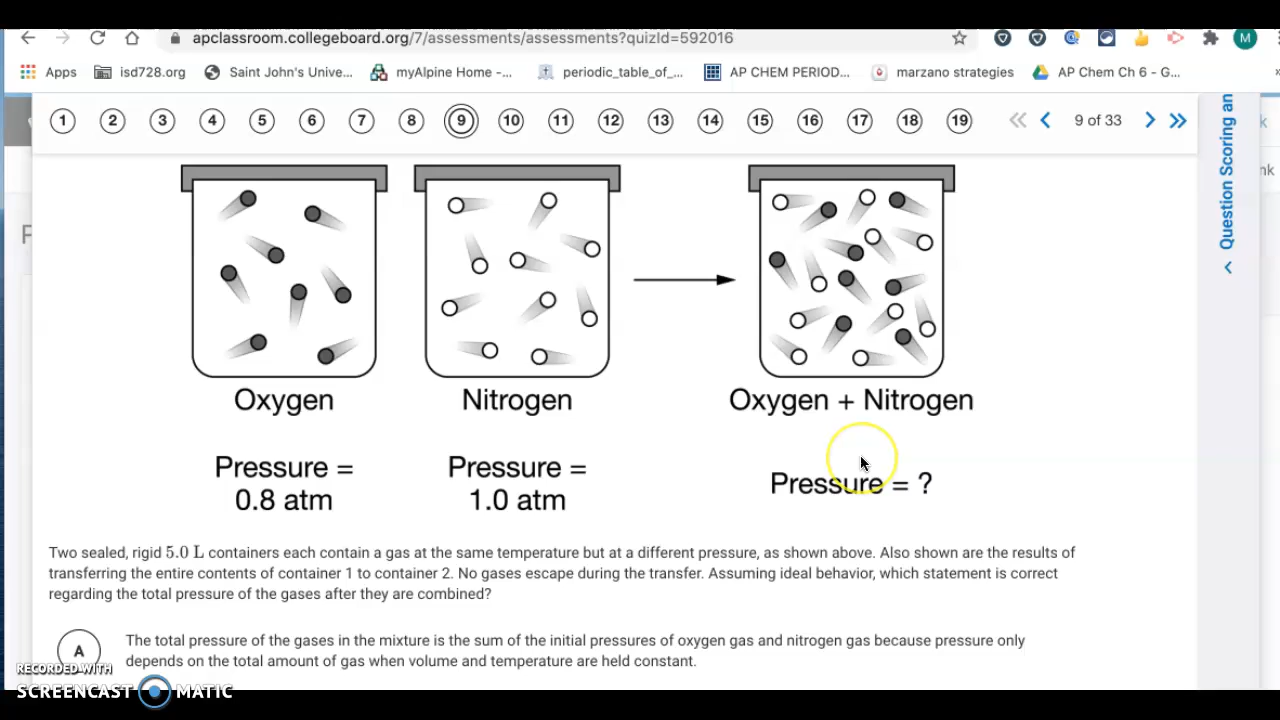 apclassroom.collegeboard.org/7/assessments/assessments?quizId=592016
M
Apps isd728.org Saint John's Unive... myAlpine Home -... periodic_table_of_... AP CHEM PERIOD... marzano strategies AP Chem Ch 6 - G...
1 2 3 4 5 6 7 8 9 10 11 12 13 14 15 16 17 18 19 9 of 33
Question Scoring an
Oxygen Nitrogen Oxygen + Nitrogen
Pressure = Pressure = Pressure = ?
0.8 atm 1.0 atm
Two sealed, rigid 5.0 L containers each contain a gas at the same temperature but at a different pressure, as shown above. Also shown are the results of
transferring the entire contents of container 1 to container 2. No gases escape during the transfer. Assuming ideal behavior, which statement is correct
regarding the total pressure of the gases after they are combined?
A The total pressure of the gases in the mixture is the sum of the initial pressures of oxygen gas and nitrogen gas because pressure only
depends on the total amount of gas when volume and temperature are held constant.
RECORDED WITH
SCREENCAST MATIC